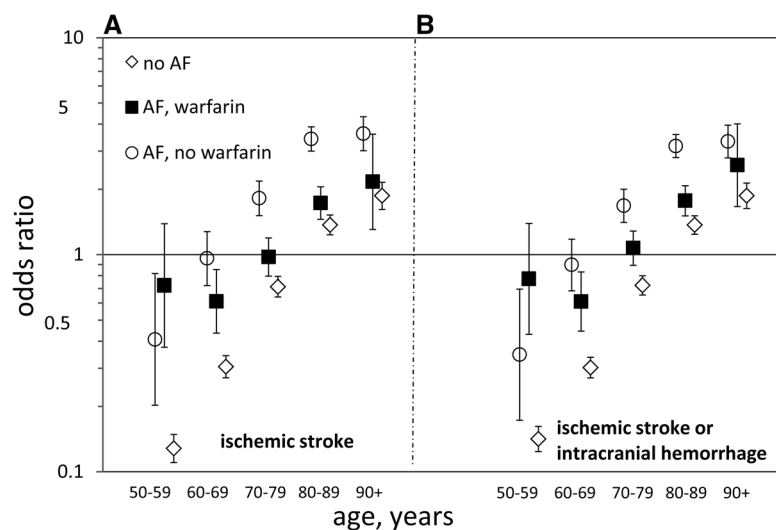 A
B
10
no AF
AF, warfarin
AF, no warfarin
5
odds ratio
1
0.5
0.1
ischemic stroke
ischemic stroke or
intracranial hemorrhage
50-59 60-69 70-79 80-89 90+
50-59 60-69 70-79 80-89 90+
age, years